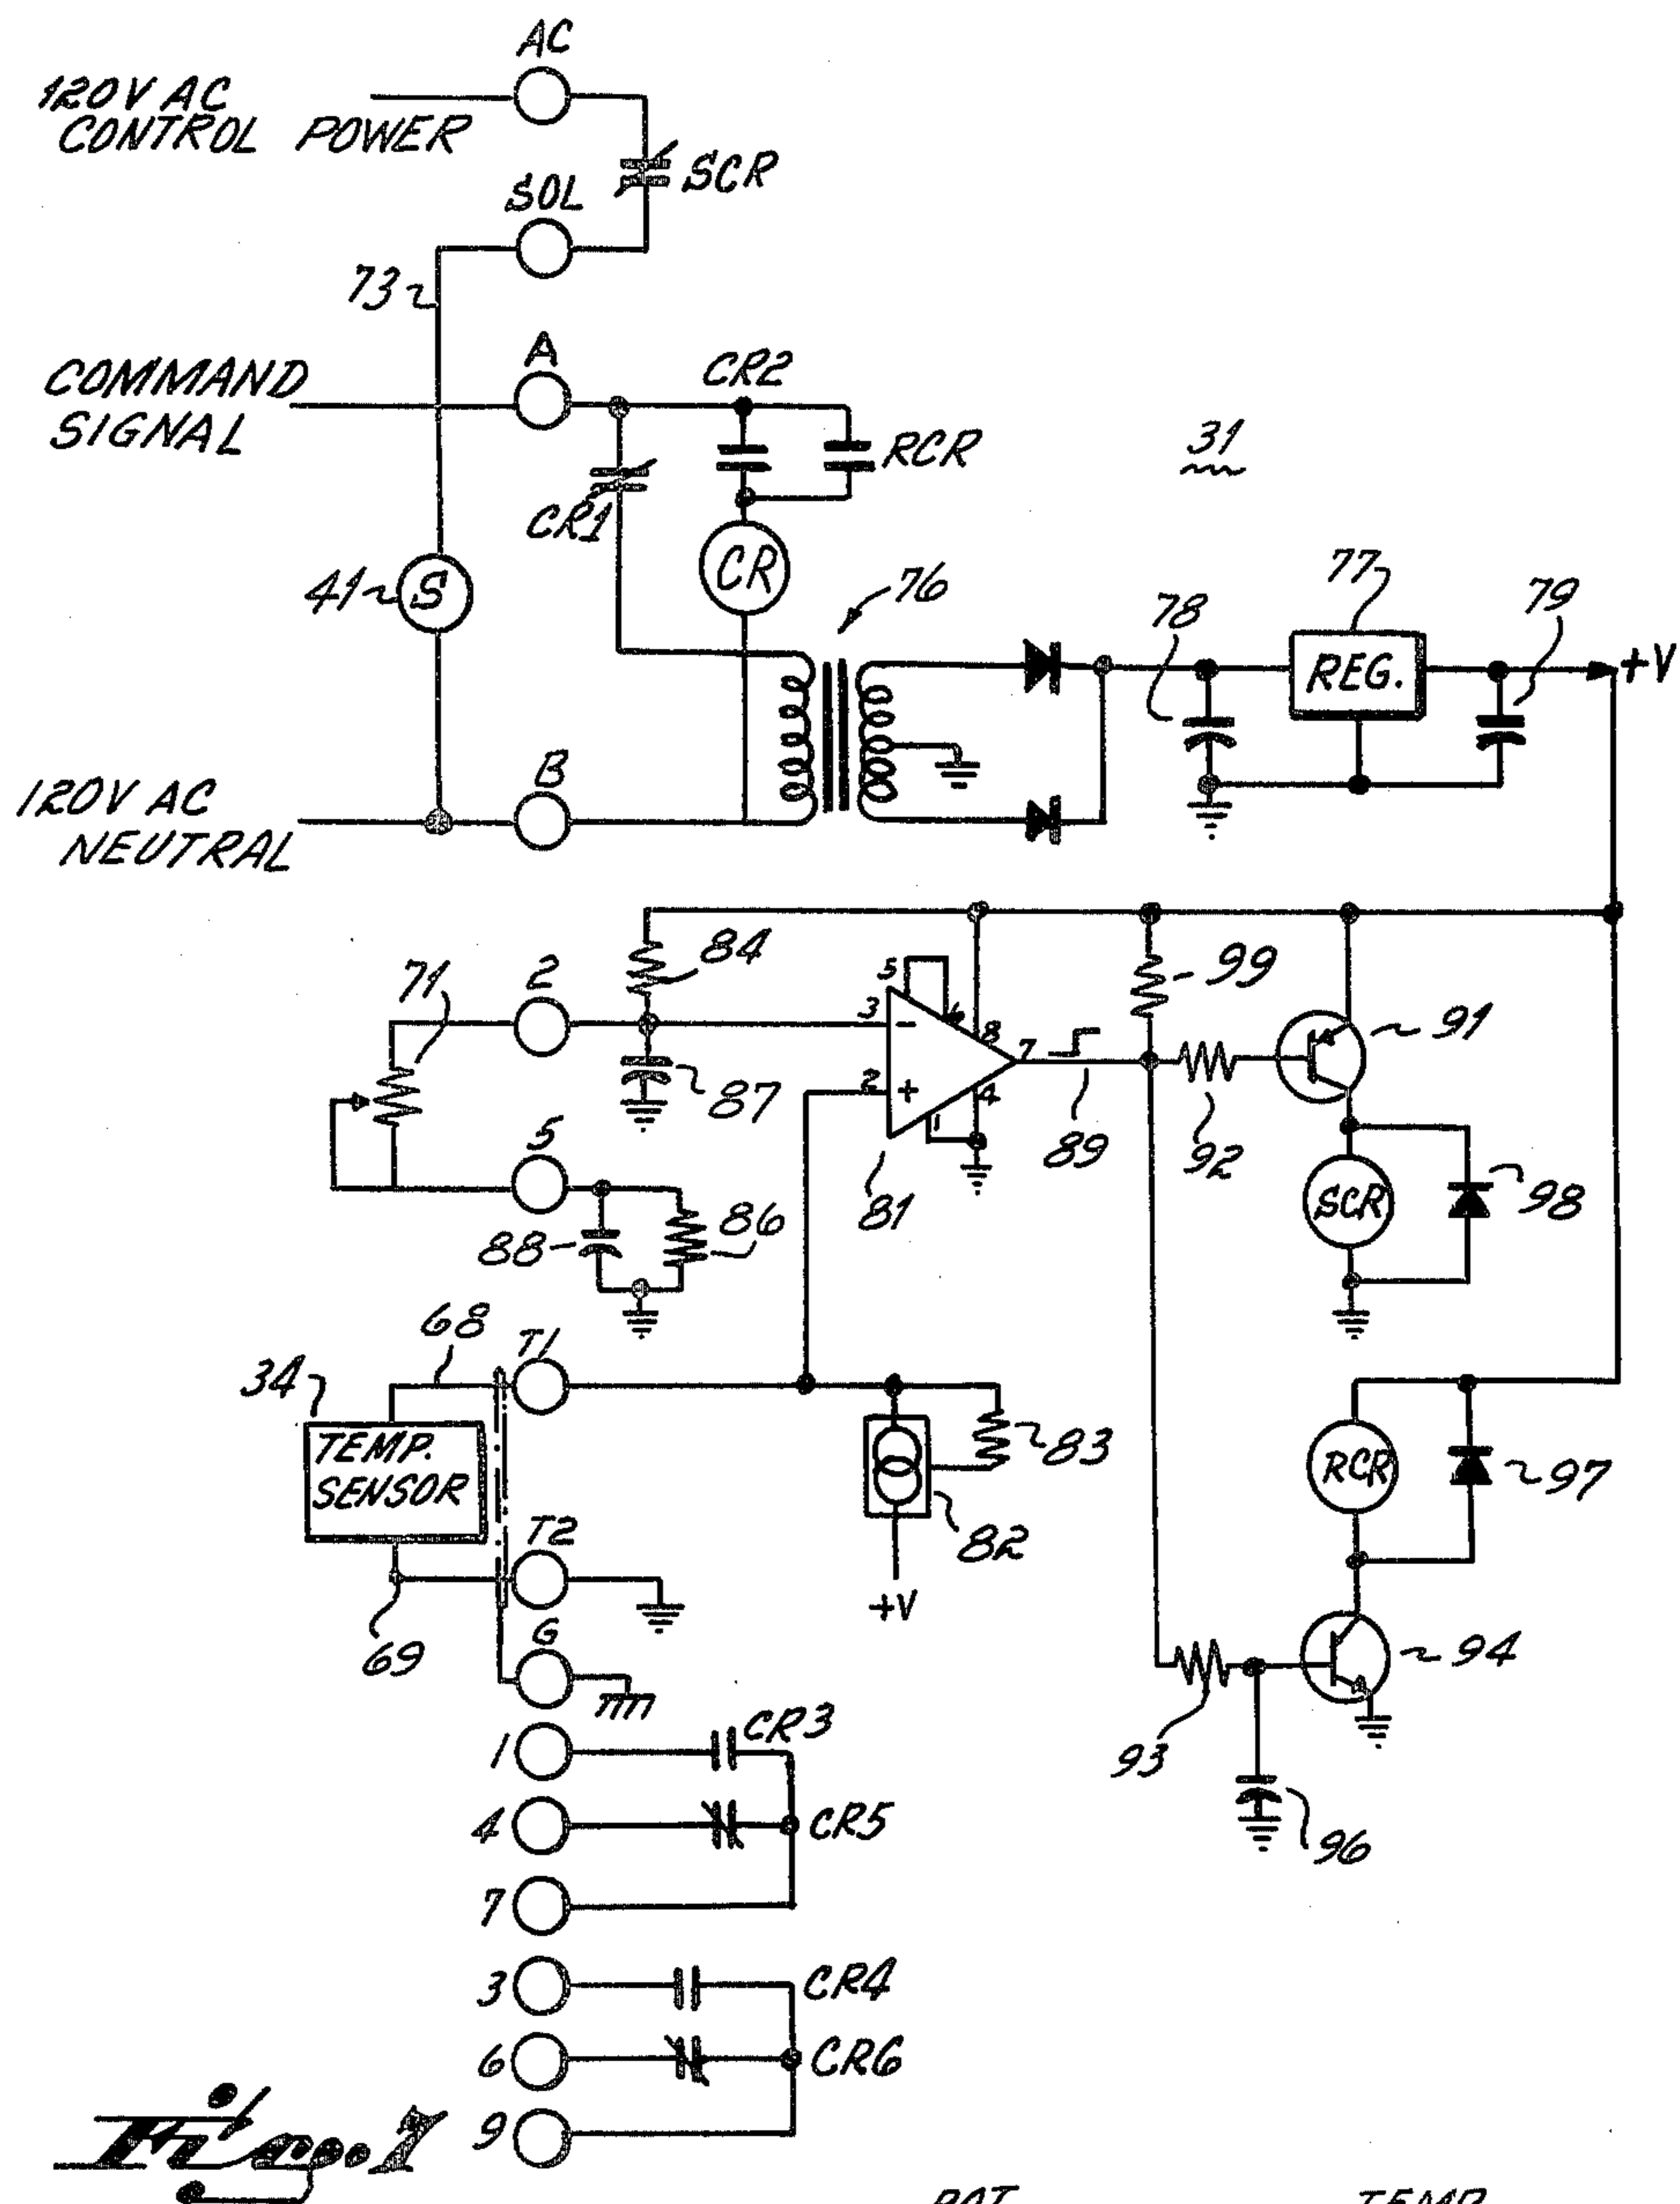 AC
120V AC
CONTROL POWER
SCR
SOL
73
A
COMMAND
SIGNAL
CR2
RCR
31
CR1
CR
41
S
76
77
78
79
REG.
+V
B
120V AC
NEUTRAL
84
99
71
2
5
6
3
-
8
7
91
87
2
+
4
1
89
92
81
5
SCR
98
86
88
68
T1
34
TEMP.
SENSOR
83
RCR
97
82
+V
T2
69
G
94
93
96
1
CR3
4
CR5
7
3
CR4
6
CR6
9
Fig. 7